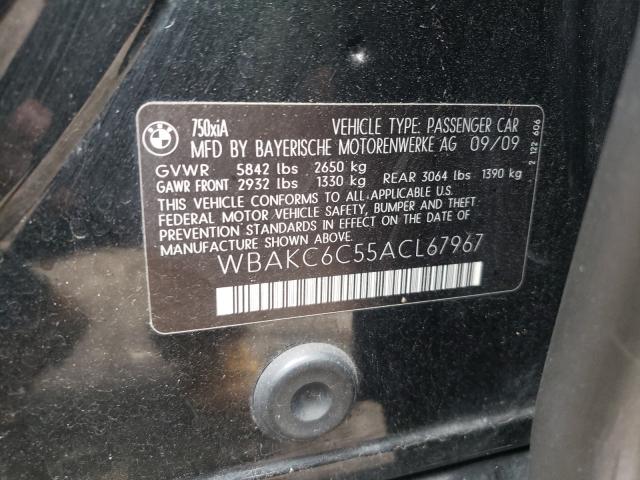 BMW
750xiA
VEHICLE TYPE: PASSENGER CAR
MFD BY BAYERISCHE MOTORENWERKE AG 09/09
GVWR 5842 lbs 2650 kg
GAWR FRONT 2932 lbs 1330 kg REAR 3064 lbs 1390 kg
THIS VEHICLE CONFORMS TO ALL APPLICABLE U.S.
FEDERAL MOTOR VEHICLE SAFETY, BUMPER AND THEFT
PREVENTION STANDARDS IN EFFECT ON THE DATE OF
MANUFACTURE SHOWN ABOVE.
WBAKC6C55ACL67967
2 122 606